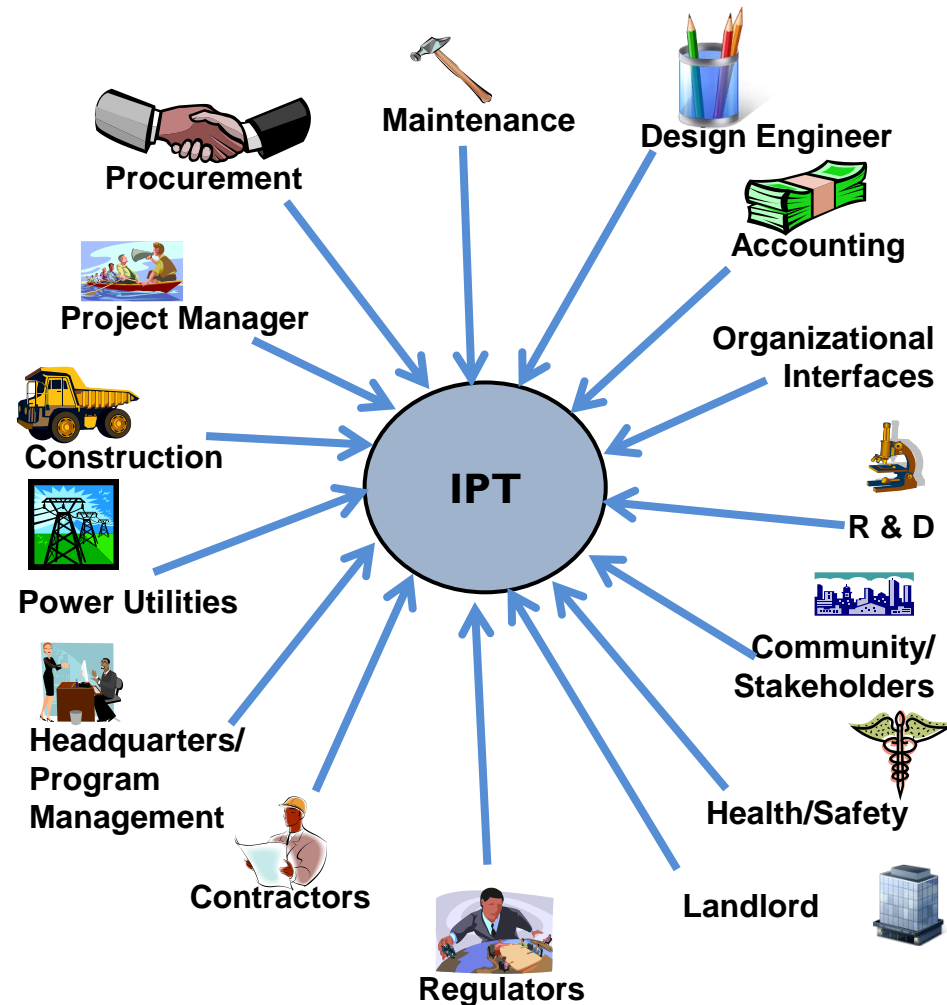 Maintenance
Design Engineer
Procurement
Accounting
Project Manager
Organizational
Interfaces
Construction
IPT
R & D
Power Utilities
Community/
Stakeholders
Headquarters/
Program
Management
Health/Safety
Contractors
Landlord
Regulators